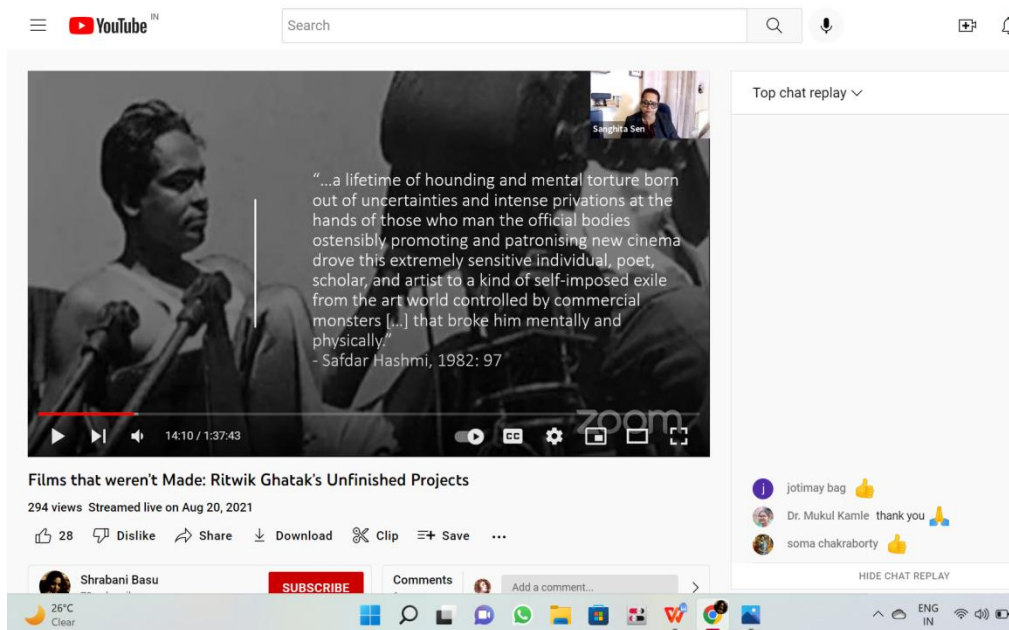 YouTube IN
Search
Sanghita Sen
“...a lifetime of hounding and mental torture born
out of uncertainties and intense privations at the
hands of those who man the official bodies
ostensibly promoting and patronising new cinema
drove this extremely sensitive individual, poet,
scholar, and artist to a kind of self-imposed exile
from the art world controlled by commercial
monsters [...] that broke him mentally and
physically.”
- Safdar Hashmi, 1982: 97
zoom
14:10 / 1:37:43
CC
Films that weren't Made: Ritwik Ghatak's Unfinished Projects
294 views Streamed live on Aug 20, 2021
28 Dislike Share Download Clip Save ...
Shrabani Basu
SUBSCRIBE
Comments
Add a comment...
Top chat replay
j jotimay bag
Dr. Mukul Kamle thank you
soma chakraborty
HIDE CHAT REPLAY
26°C
Clear
W
ENG
IN